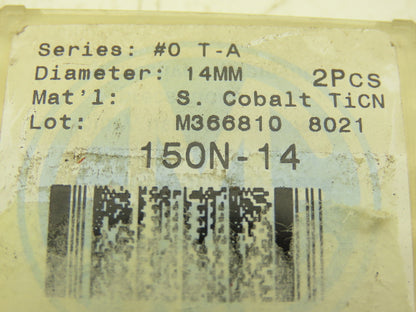 Series: #0 T-A
Diameter: 14MM 2Pcs
Mat'l: S. Cobalt TiCN
Lot: M366810 8021
150N-14